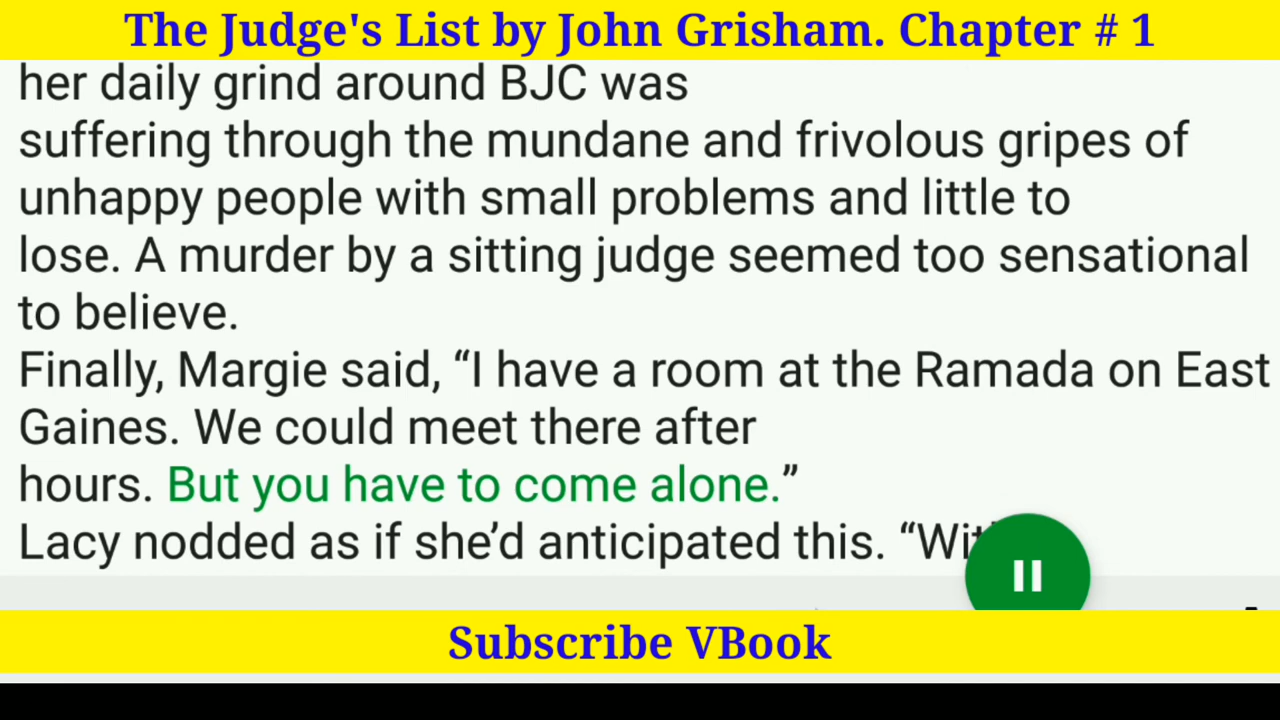 The Judge's List by John Grisham. Chapter # 1
her daily grind around BJC was
suffering through the mundane and frivolous gripes of
unhappy people with small problems and little to
lose. A murder by a sitting judge seemed too sensational
to believe.
Finally, Margie said, “I have a room at the Ramada on East
Gaines. We could meet there after
hours. But you have to come alone.”
Lacy nodded as if she’d anticipated this.
Subscribe VBook